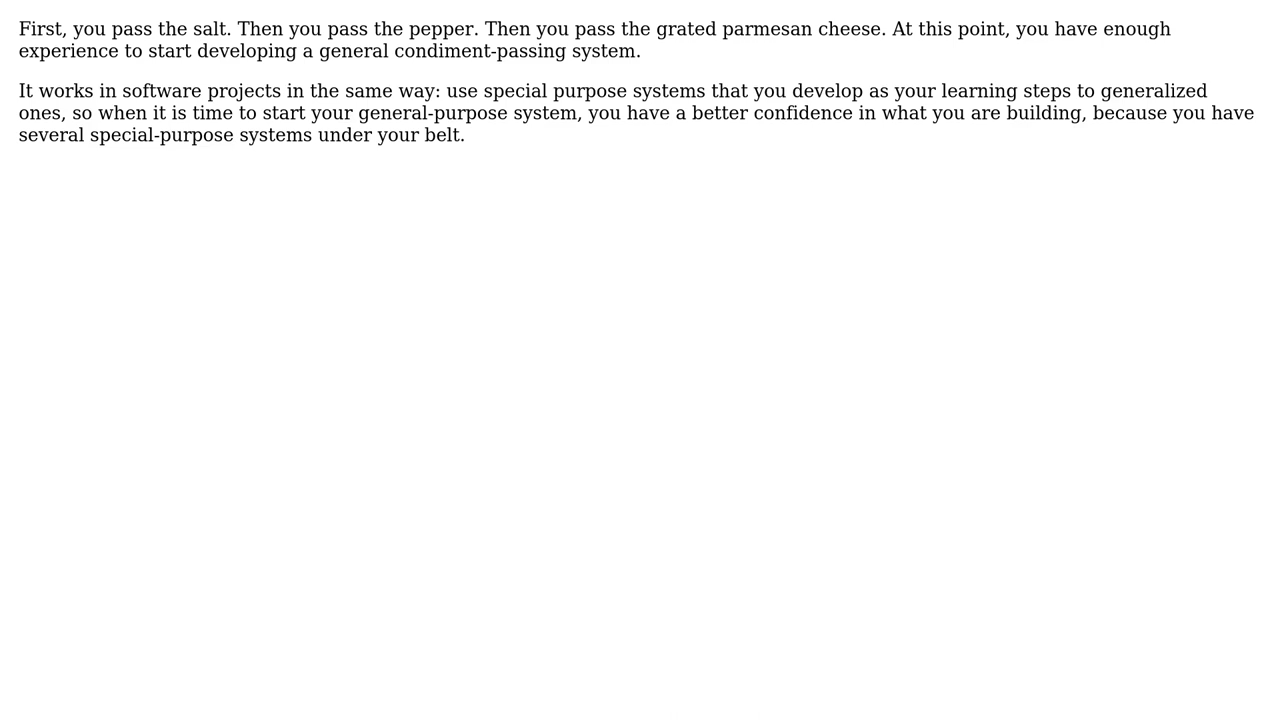 First, you pass the salt. Then you pass the pepper. Then you pass the grated parmesan cheese. At this point, you have enough
experience to start developing a general condiment-passing system.
It works in software projects in the same way: use special purpose systems that you develop as your learning steps to generalized
ones, so when it is time to start your general-purpose system, you have a better confidence in what you are building, because you have
several special-purpose systems under your belt.